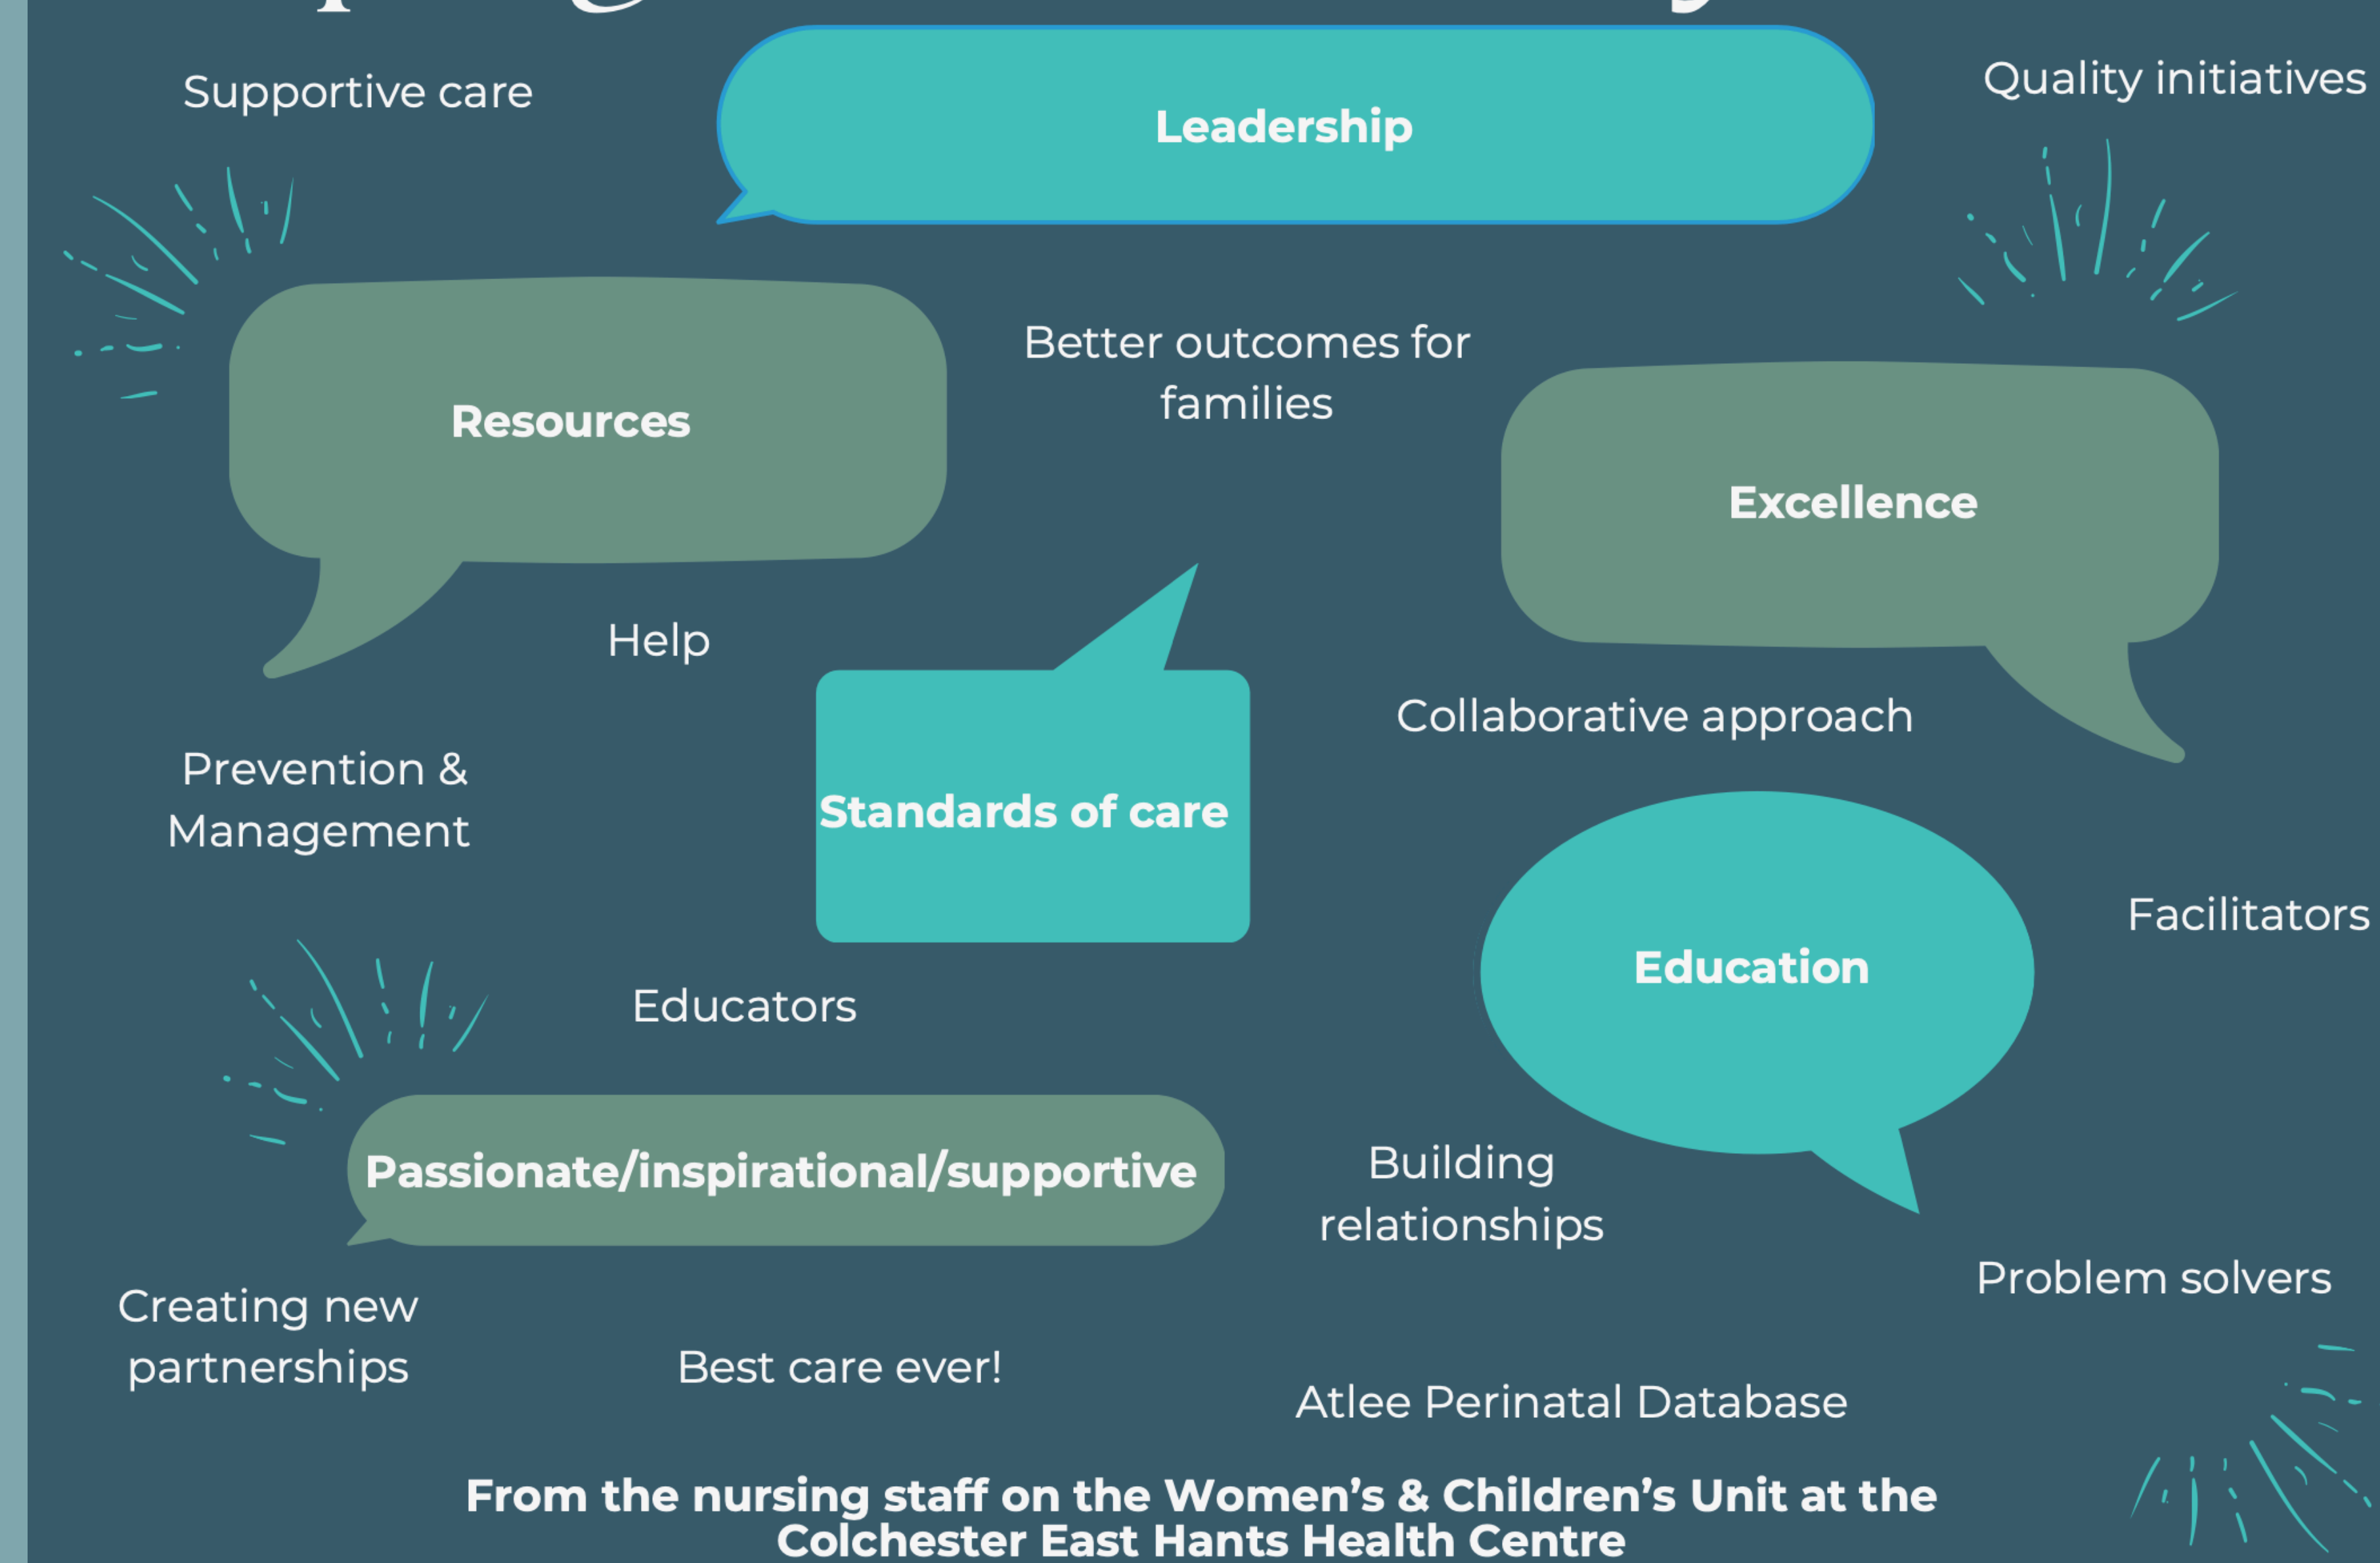 Supportive care
Leadership
Quality initiatives
Resources
Better outcomes for
families
Excellence
Help
Collaborative approach
Prevention &
Management
Standards of care
Facilitators
Education
Educators
Passionate/inspirational/supportive
Building
relationships
Problem solvers
Creating new
partnerships
Best care ever!
Atlee Perinatal Database
From the nursing staff on the Women’s & Children’s Unit at the
Colchester East Hants Health Centre